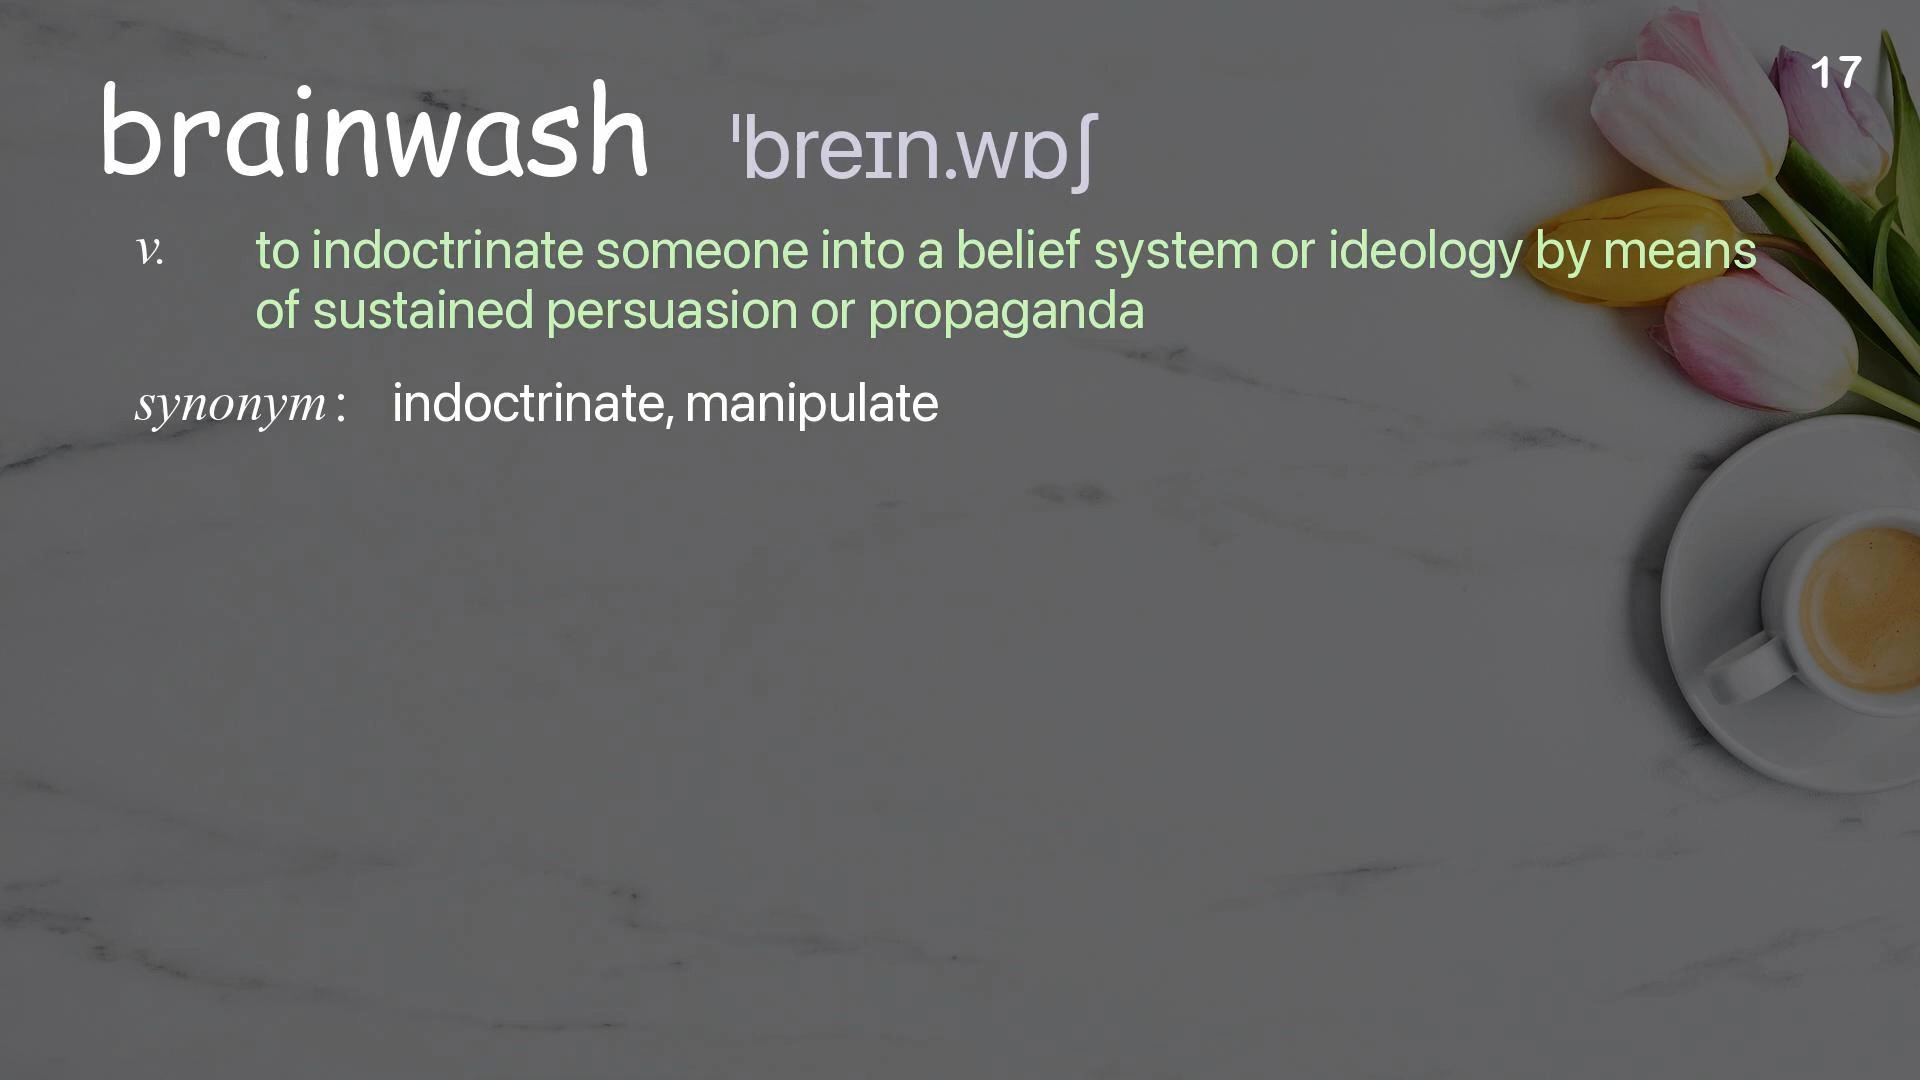 17
brainwash ˈbreɪn.wɒʃ
v. to indoctrinate someone into a belief system or ideology by means
of sustained persuasion or propaganda
synonym : indoctrinate, manipulate